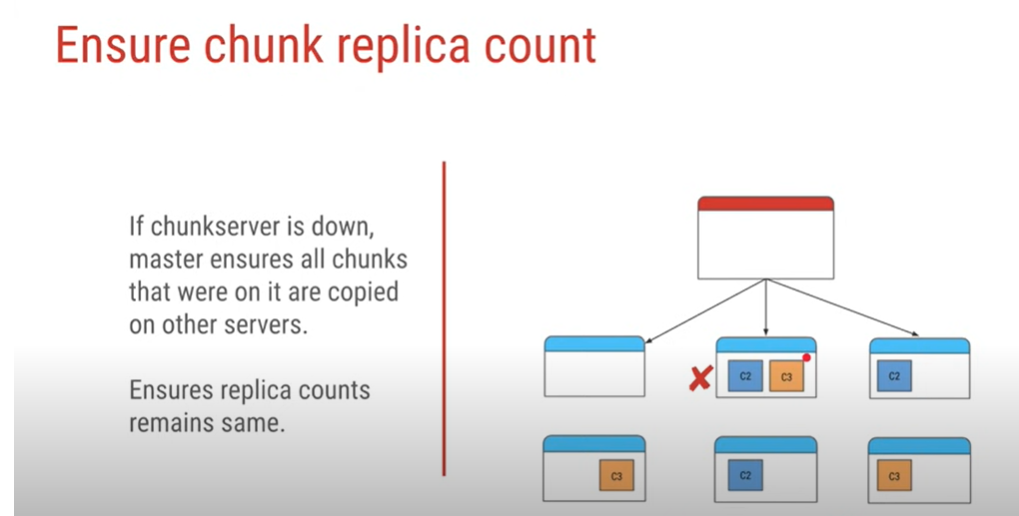 Ensure chunk replica count
If chunkserver is down,
master ensures all chunks
that were on it are copied
on other servers.
Ensures replica counts
remains same.
C2 C3 C2
C3 C2 C3